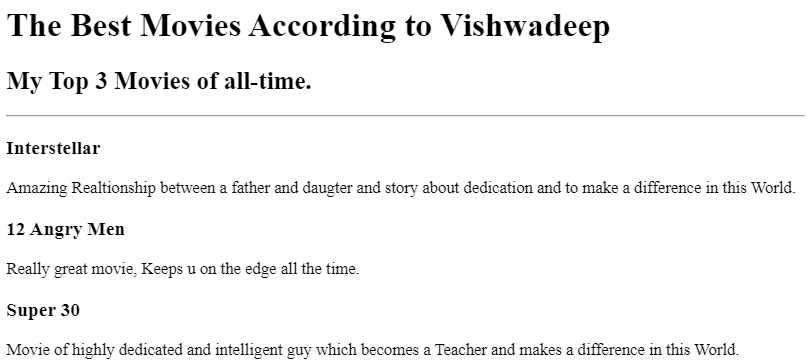 The Best Movies According to Vishwadeep
My Top 3 Movies of all-time.
Interstellar
Amazing Realtionship between a father and daugter and story about dedication and to make a difference in this World.
12 Angry Men
Really great movie, Keeps u on the edge all the time.
Super 30
Movie of highly dedicated and intelligent guy which becomes a Teacher and makes a difference in this World.